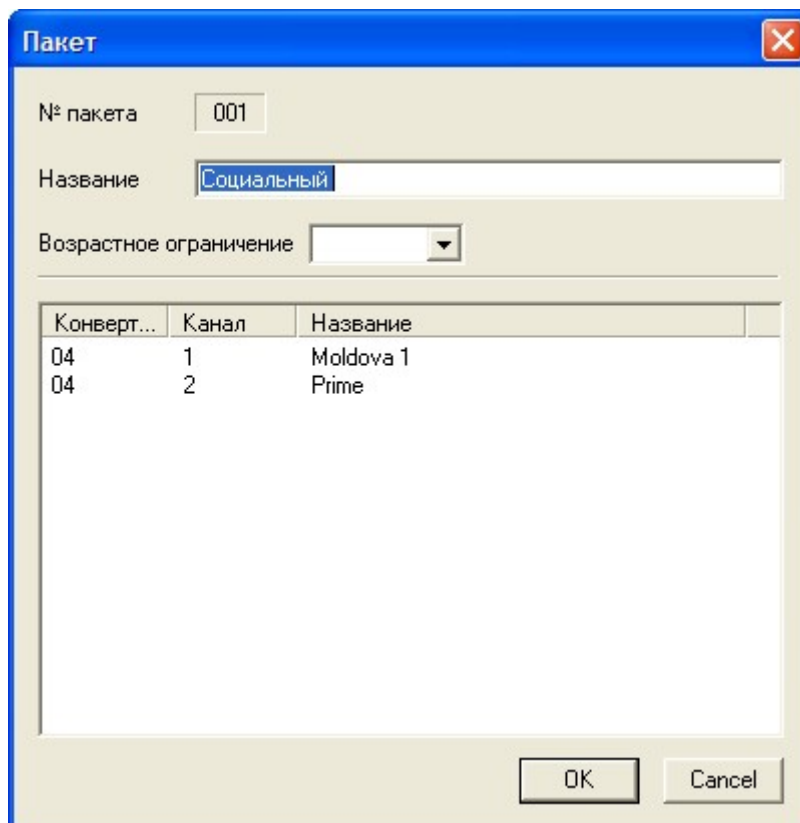 Пакет
№ пакета 001
Название Социальный
Возрастное ограничение
Конверт... Канал Название
04 1 Moldova 1
04 2 Prime
OK Cancel